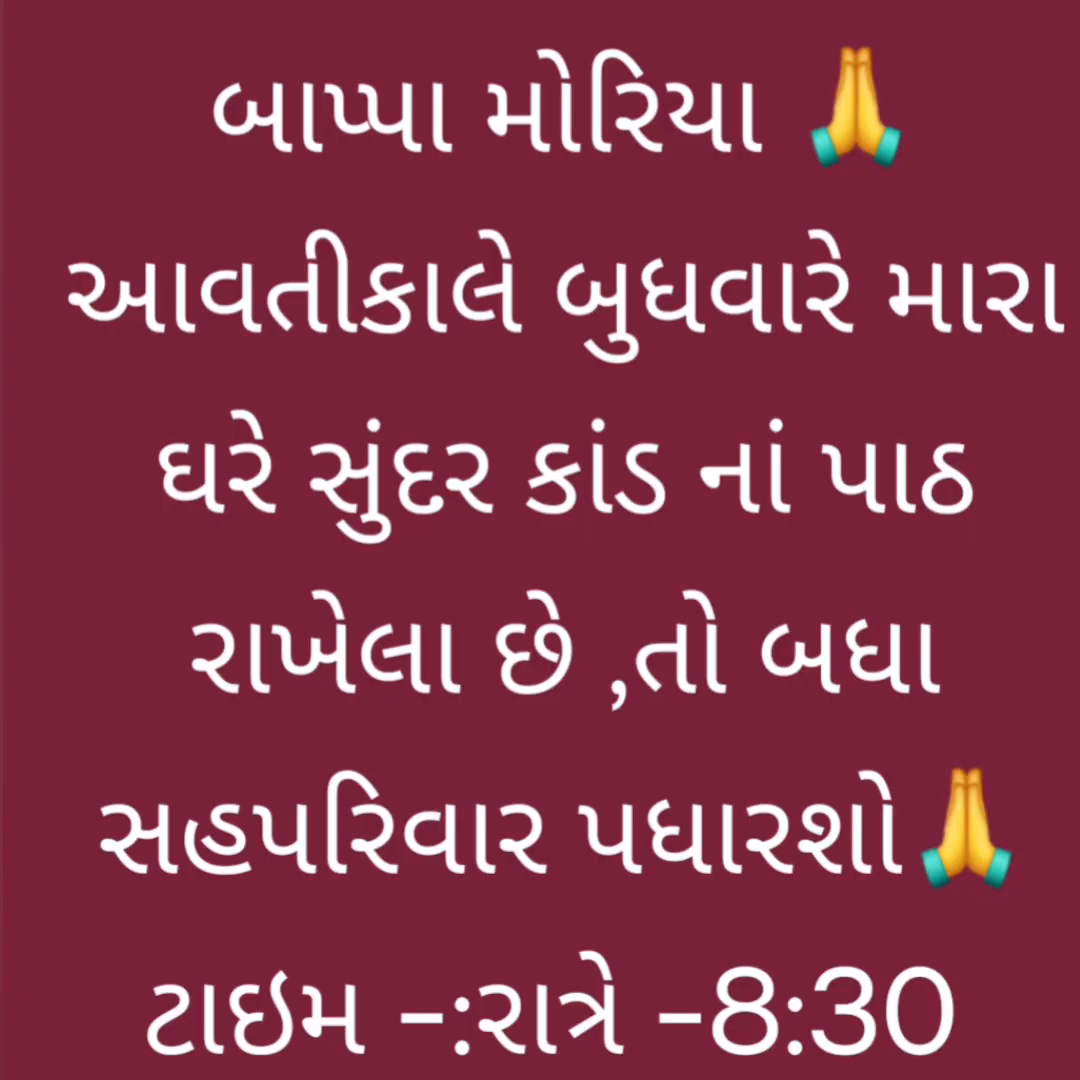 બાપ્પા મોરિયા 🙏
આવતીકાલે બુધવારે મારા
ઘરે સુંદર કાંડ નાં પાઠ
રાખેલા છે ,તો બધા
સહપરિવાર પધારશો🙏
ટાઇમ -:રાત્રે -8:30